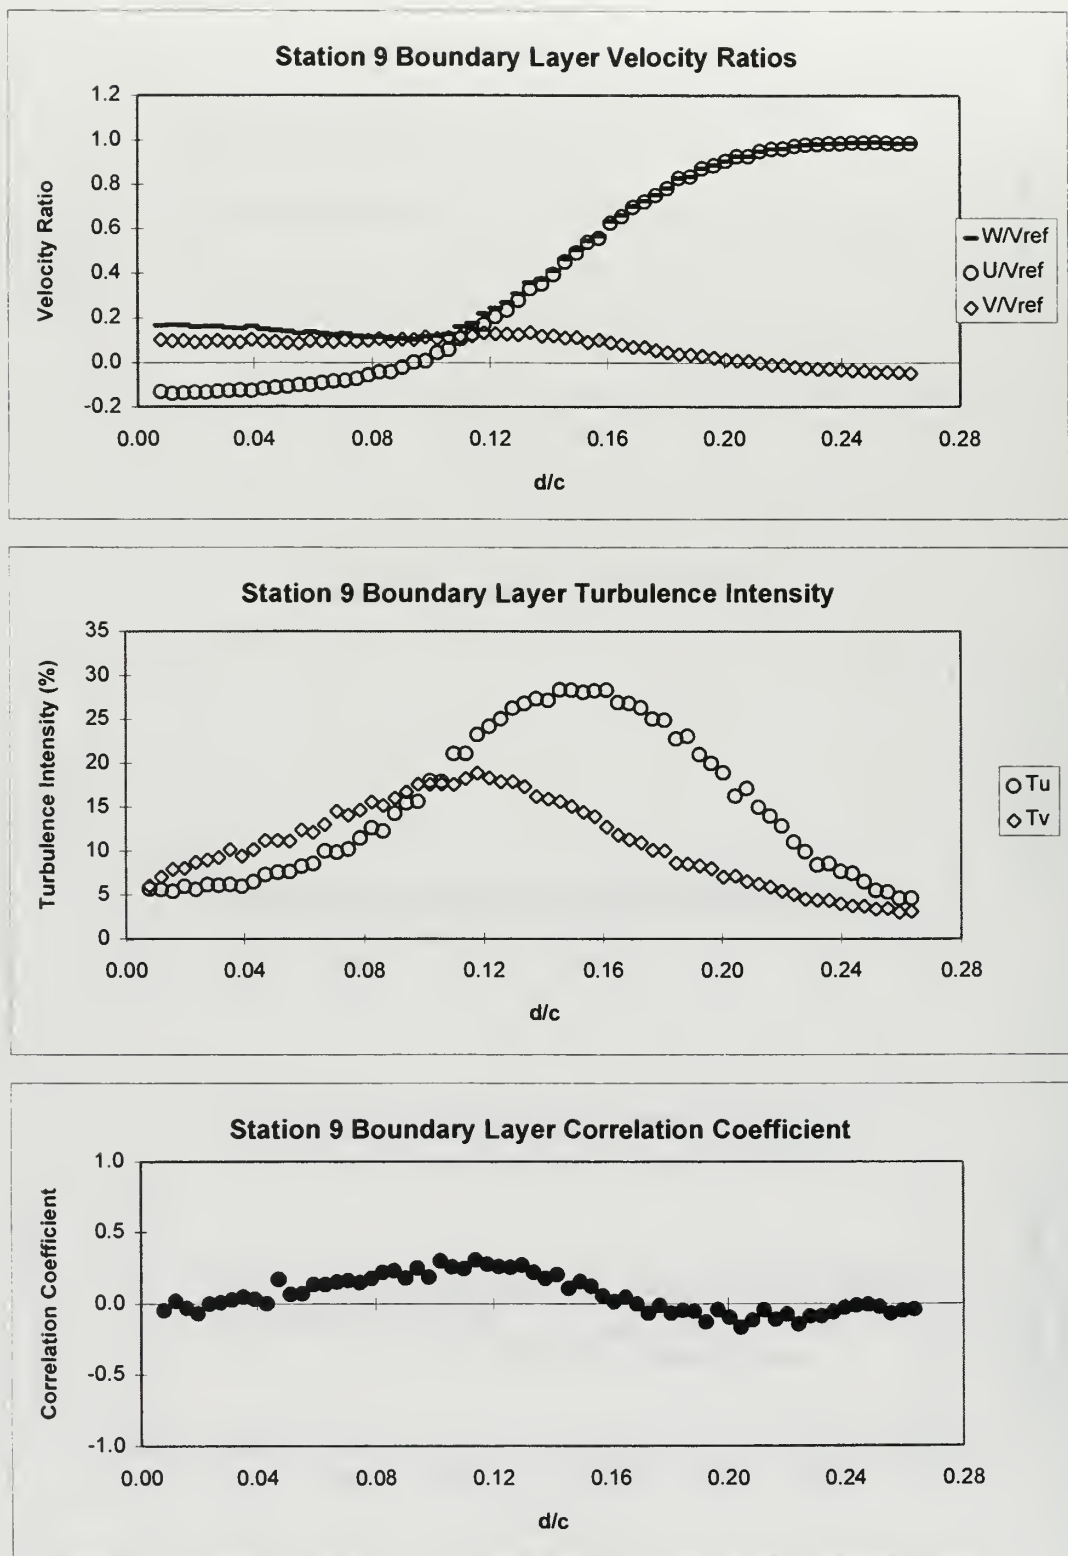 Station 9 Boundary Layer Velocity Ratios
1.2
1.0
0.8
0.6
0.4
0.2
0.0
-0.2
Velocity Ratio
0.00 0.04 0.08 0.12 0.16 0.20 0.24 0.28
d/c
W/Vref
U/Vref
V/Vref
Station 9 Boundary Layer Turbulence Intensity
35
30
25
20
15
10
5
0
Turbulence Intensity (%)
0.00 0.04 0.08 0.12 0.16 0.20 0.24 0.28
d/c
Tu
Tv
Station 9 Boundary Layer Correlation Coefficient
1.0
0.5
0.0
-0.5
-1.0
Correlation Coefficient
0.00 0.04 0.08 0.12 0.16 0.20 0.24 0.28
d/c